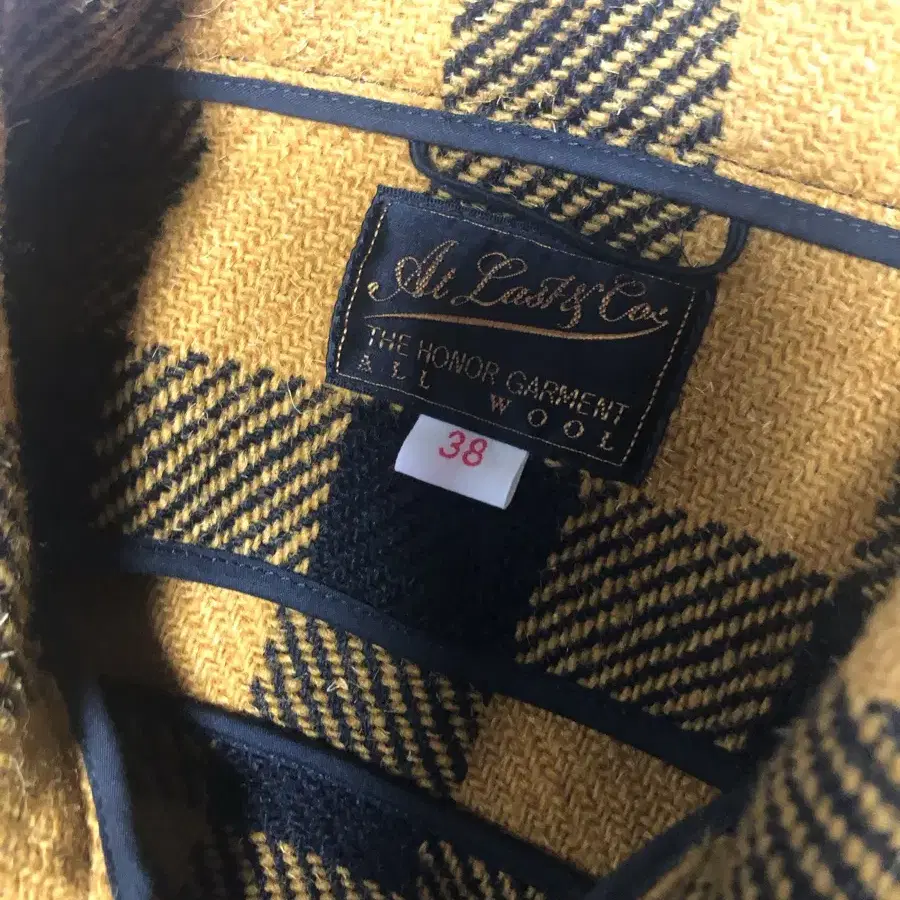 At Last & Co
THE HONOR GARMENT
ALL WOOL
38